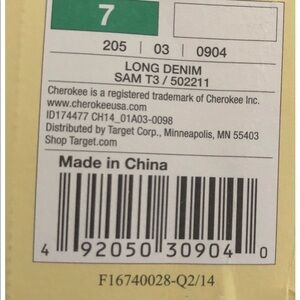 7
205 | 03 | 0904
LONG DENIM
SAM T3 / 502211
Cherokee is a registered trademark of Cherokee Inc.
www.cherokeeusa.com
ID174477 CH14_01A03-0098
Distributed by Target Corp., Minneapolis, MN 55403
Shop Target.com
Made in China
4 92050 30904 0
F16740028-Q2/14